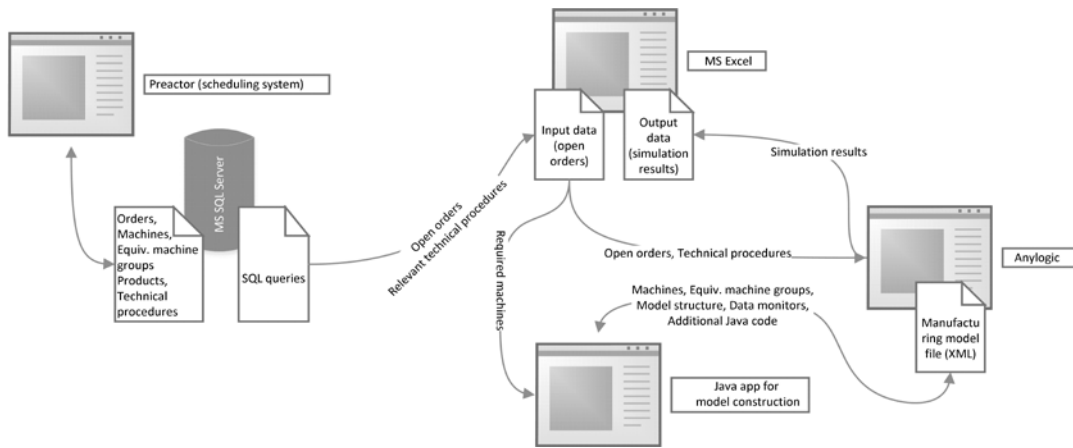 Preactor (scheduling system)
MS SQL Server
Orders,
Machines,
Equiv. machine
groups
Products,
Technical
procedures
SQL queries
Open orders
Relevant technical procedures
MS Excel
Input data
(open
orders)
Output
data
(simulation
results)
Simulation results
Required machines
Open orders, Technical procedures
Anylogic
Machines, Equiv. machine groups,
Model structure, Data monitors,
Additional Java code
Manufactu
ring model
file (XML)
Java app for
model construction